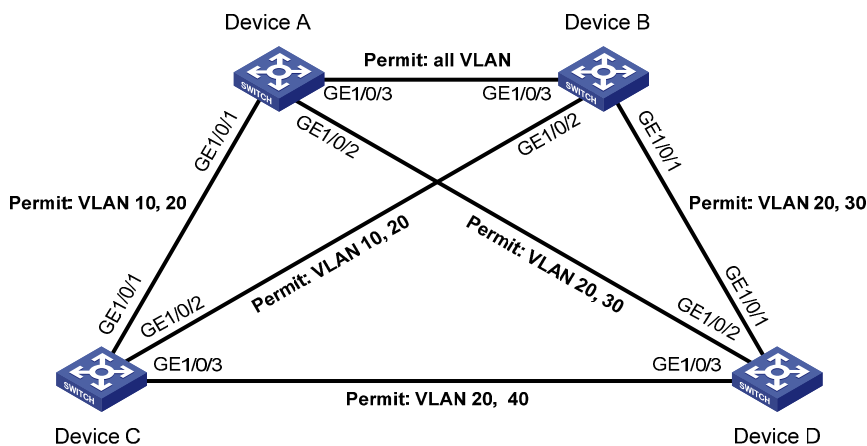 Device A
Device B
Permit: all VLAN
SWITCH
SWITCH
GE1/0/3
GE1/0/3
GE1/0/1
GE1/0/2
GE1/0/2
GE1/0/1
Permit: VLAN 10, 20
Permit: VLAN 20, 30
Permit: VLAN 10, 20
Permit: VLAN 20, 30
GE1/0/1
GE1/0/2
GE1/0/2
GE1/0/1
GE1/0/3
GE1/0/3
SWITCH
SWITCH
Permit: VLAN 20, 40
Device C
Device D